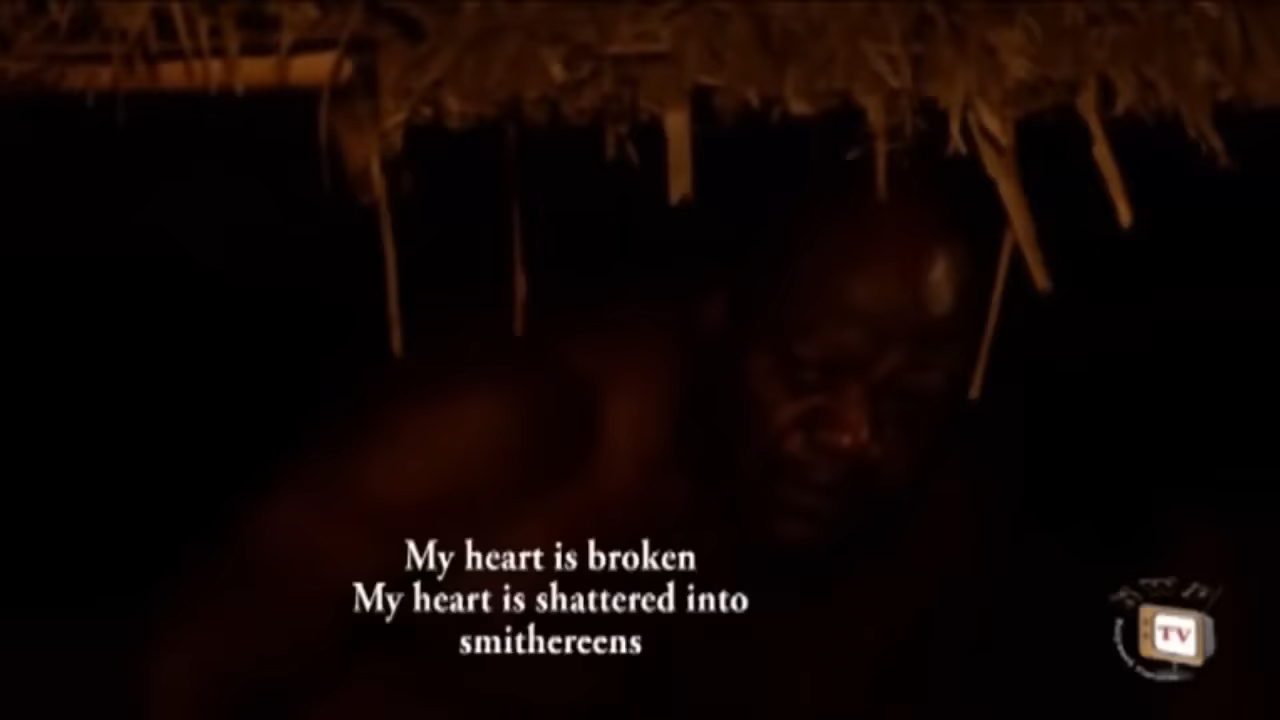 My heart is broken
My heart is shattered into
smithereens
TV